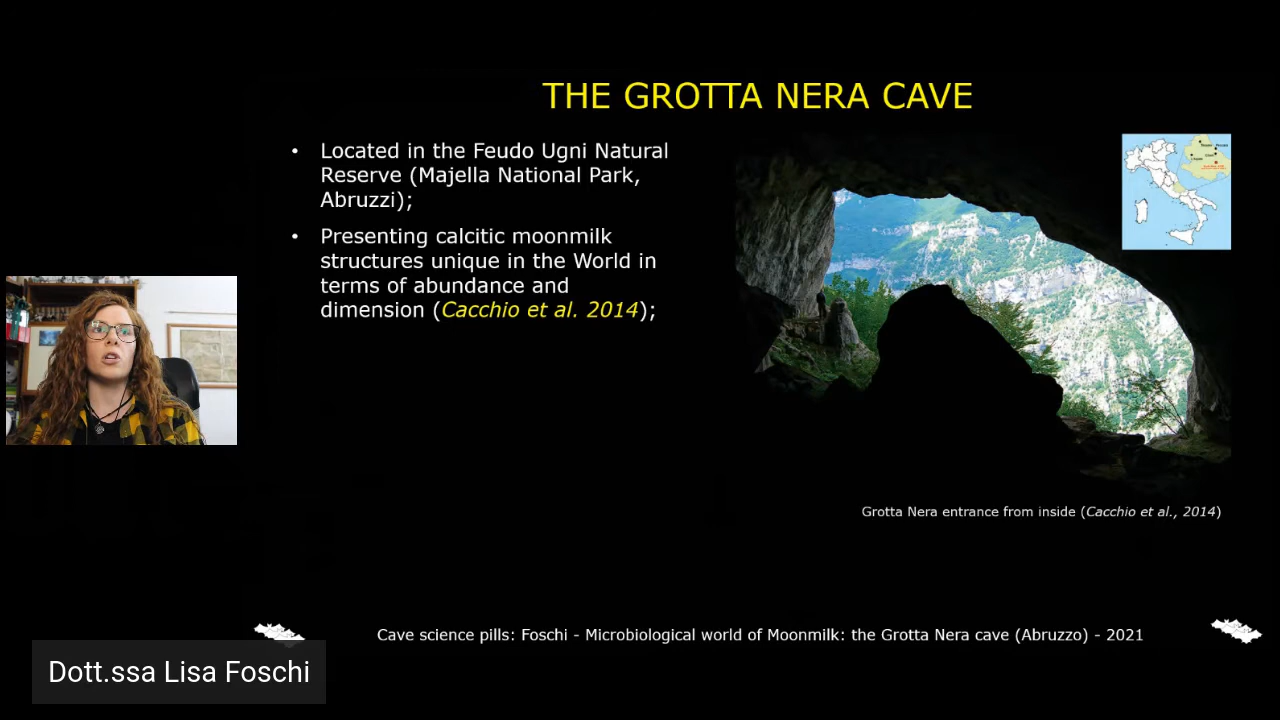 THE GROTTA NERA CAVE
• Located in the Feudo Ugni Natural
Reserve (Majella National Park,
Abruzzi);
• Presenting calcitic moonmilk
structures unique in the World in
terms of abundance and
dimension (Cacchio et al. 2014);
Grotta Nera entrance from inside (Cacchio et al., 2014)
Cave science pills: Foschi - Microbiological world of Moonmilk: the Grotta Nera cave (Abruzzo) - 2021
Dott.ssa Lisa Foschi